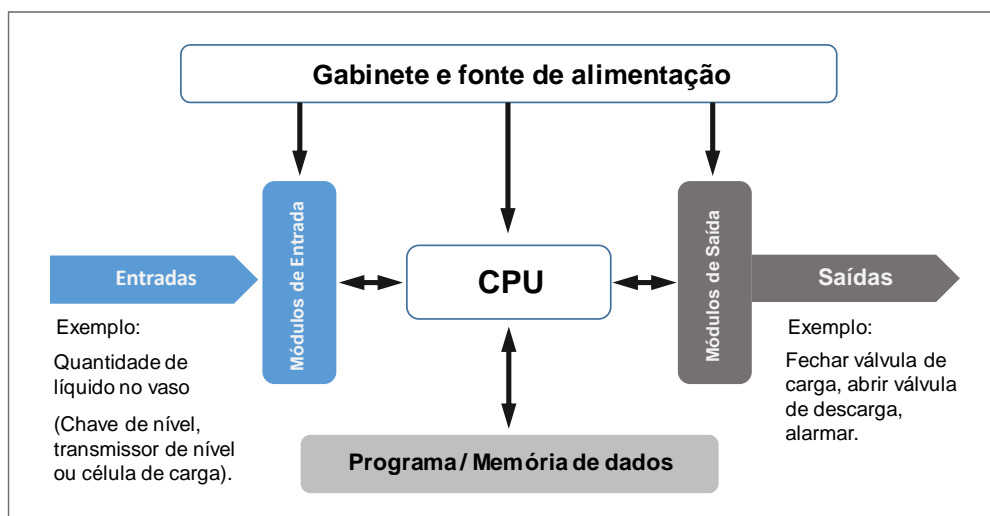 Gabinete e fonte de alimentação
Módulos de Entrada
Módulos de Saída
Entradas
CPU
Saídas
Exemplo:
Quantidade de
líquido no vaso
(Chave de nível,
transmissor de nível
ou célula de carga).
Exemplo:
Fechar válvula de
carga, abrir válvula
de descarga,
alarmar.
Programa / Memória de dados